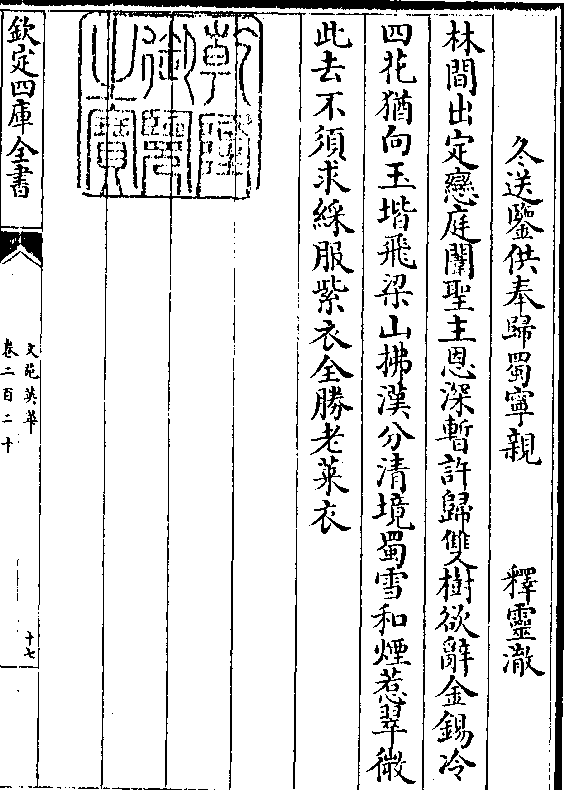 冬送鑒供奉歸蜀寧親 釋靈澈
林間出定戀庭闈聖主恩深暫許歸雙樹欲辭金錫冷
四花猶向玉堦飛梁山拂漢分清境蜀雪和煙惹翠微
此去不須求綵服紫衣全勝老萊衣
乾隆御覽之寶
欽定四庫全書
文苑英華
卷二百二十
十七